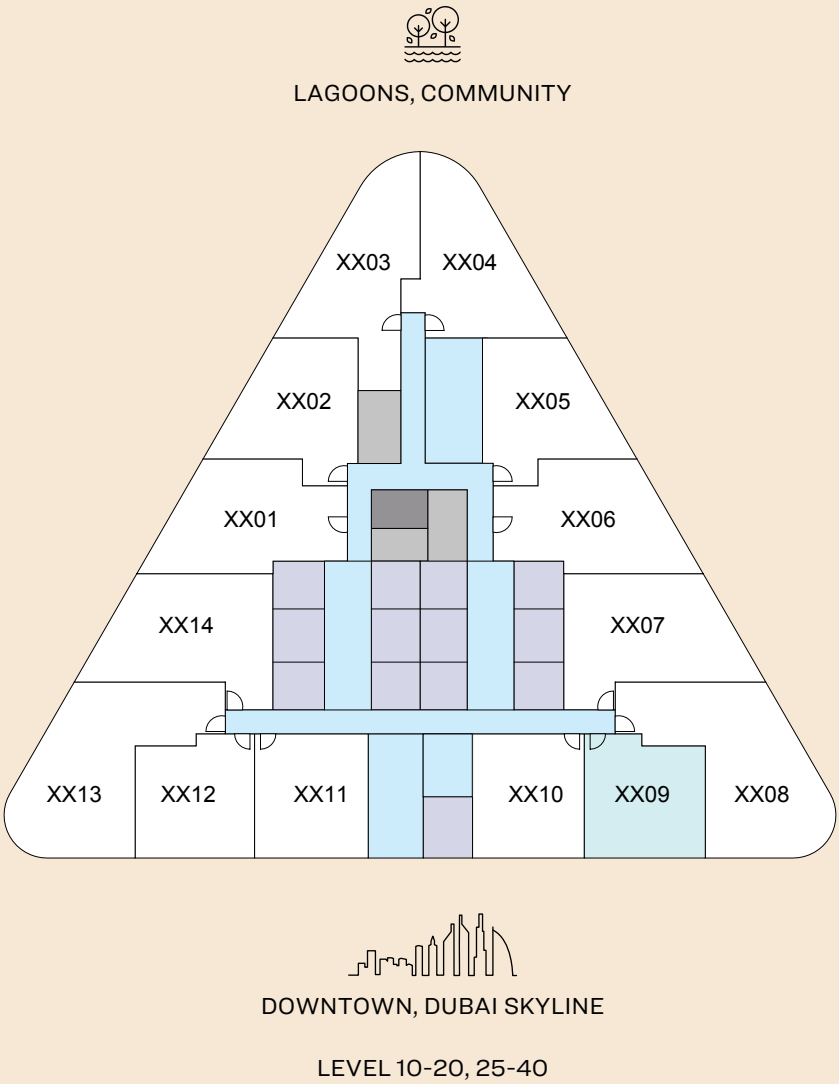 LAGOONS, COMMUNITY
XX03 XX04
XX02 XX05
XX01 XX06
XX14 XX07
XX13 XX12 XX11 XX10 XX09 XX08
DOWNTOWN, DUBAI SKYLINE
LEVEL 10-20, 25-40